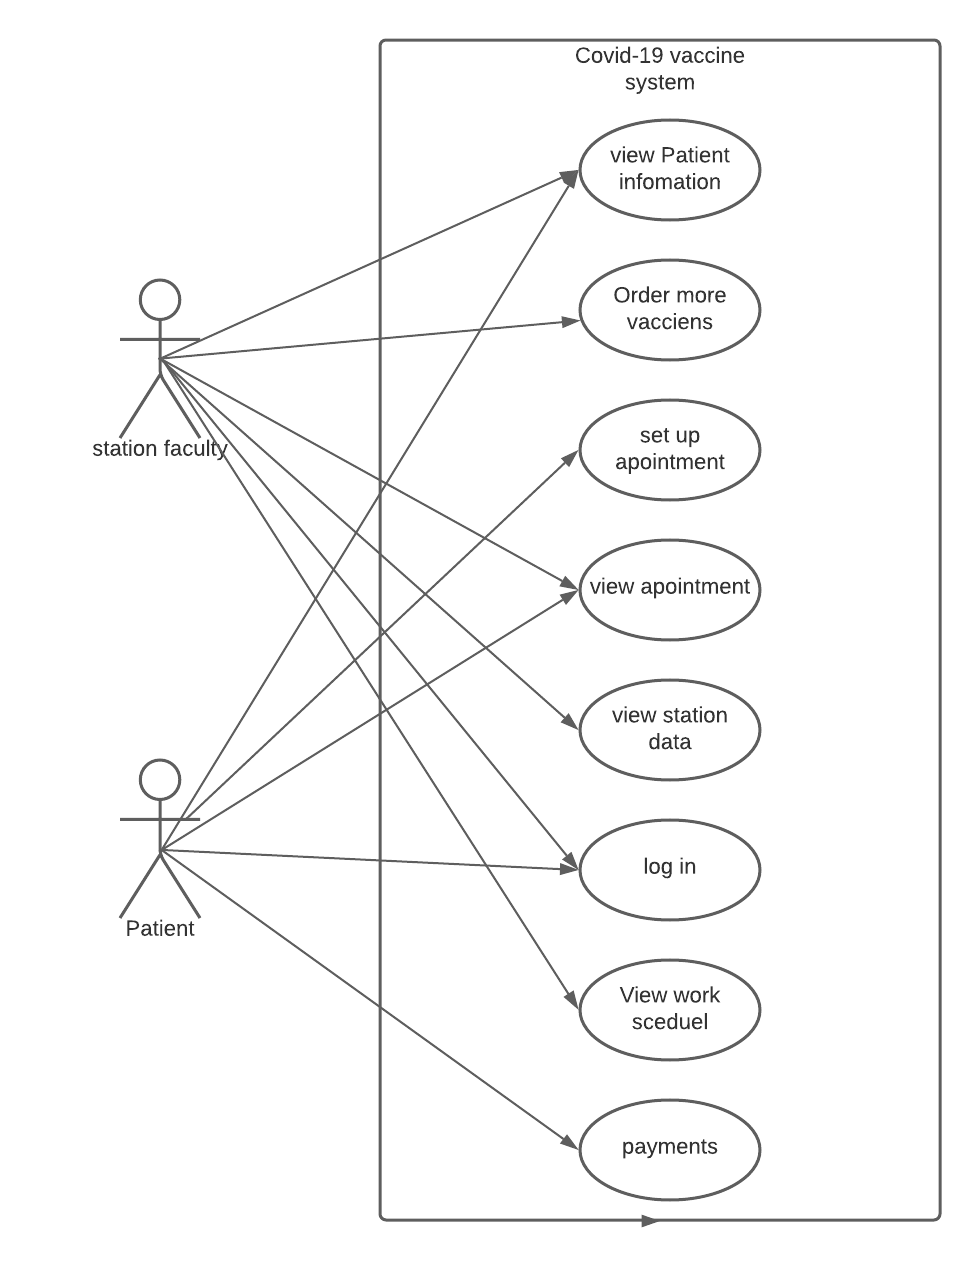 Covid-19 vaccine
system
view Patient
infomation
Order more
vacciens
station faculty
set up
apointment
view apointment
view station
data
log in
Patient
View work
sceduel
payments